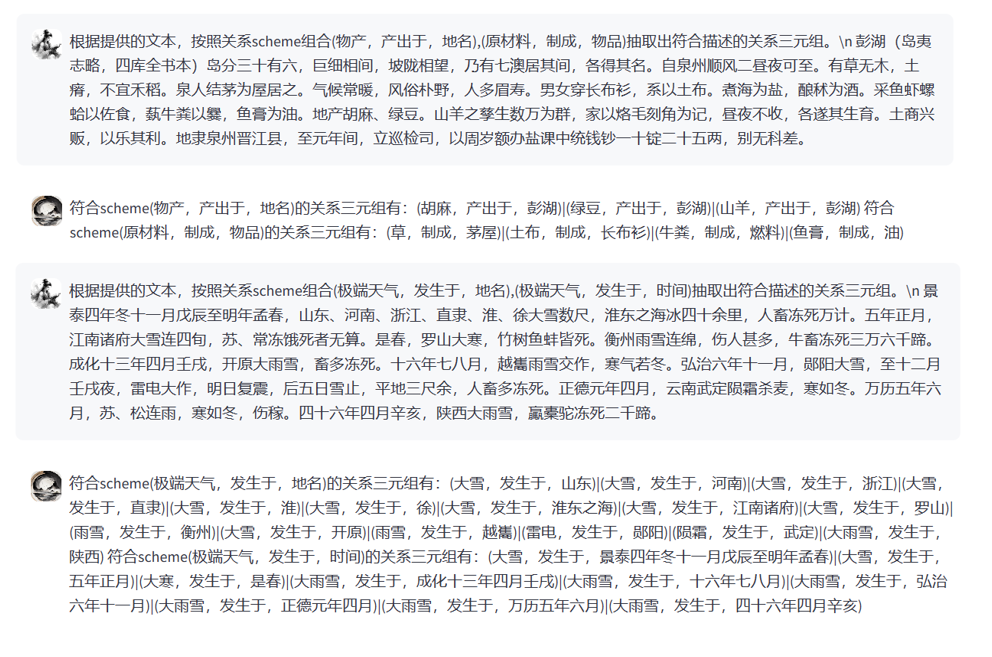 根据提供的文本，按照关系scheme组合(物产，产出于，地名),(原材料，制成，物品)抽取出符合描述的关系三元组。\n 彭湖（岛夷
志略，四库全书本）岛分三十有六，巨细相间，坡陇相望，乃有七澳居其间，各得其名。自泉州顺风二昼夜可至。有草无木，土
瘠，不宜禾稻。泉人结茅为屋居之。气候常暖，风俗朴野，人多眉寿。男女穿长布衫，系以土布。煮海为盐，酿秫为酒。采鱼虾螺
蛤以佐食，爇牛粪以爨，鱼膏为油。地产胡麻、绿豆。山羊之孳生数万为群，家以烙毛刻角为记，昼夜不收，各遂其生育。土商兴
贩，以乐其利。地隶泉州晋江县，至元年间，立巡检司，以周岁额办盐课中统钱钞一十锭二十五两，别无科差。
符合scheme(物产，产出于，地名)的关系三元组有：(胡麻，产出于，彭湖)|(绿豆，产出于，彭湖)|(山羊，产出于，彭湖) 符合
scheme(原材料，制成，物品)的关系三元组有：(草，制成，茅屋)|(土布，制成，长布衫)|(牛粪，制成，燃料)|(鱼膏，制成，油)
根据提供的文本，按照关系scheme组合(极端天气，发生于，地名),(极端天气，发生于，时间)抽取出符合描述的关系三元组。\n 景
泰四年冬十一月戊辰至明年孟春，山东、河南、浙江、直隶、淮、徐大雪数尺，淮东之海冰四十余里，人畜冻死万计。五年正月，
江南诸府大雪连四旬，苏、常冻饿死者无算。是春，罗山大寒，竹树鱼蚌皆死。衡州雨雪连绵，伤人甚多，牛畜冻死三万六千蹄。
成化十三年四月壬戌，开原大雨雪，畜多冻死。十六年七八月，越巂雨雪交作，寒气若冬。弘治六年十一月，郧阳大雪，至十二月
壬戌夜，雷电大作，明日复震，后五日雪止，平地三尺余，人畜多冻死。正德元年四月，云南武定陨霜杀麦，寒如冬。万历五年六
月，苏、松连雨，寒如冬，伤稼。四十六年四月辛亥，陕西大雨雪，羸橐驼冻死二千蹄。
符合scheme(极端天气，发生于，地名)的关系三元组有：(大雪，发生于，山东)|(大雪，发生于，河南)|(大雪，发生于，浙江)|(大雪，
发生于，直隶)|(大雪，发生于，淮)|(大雪，发生于，徐)|(大雪，发生于，淮东之海)|(大雪，发生于，江南诸府)|(大雪，发生于，罗山)|
(雨雪，发生于，衡州)|(大雪，发生于，开原)|(雨雪，发生于，越巂)|(雷电，发生于，郧阳)|(陨霜，发生于，武定)|(大雨雪，发生于，
陕西) 符合scheme(极端天气，发生于，时间)的关系三元组有：(大雪，发生于，景泰四年冬十一月戊辰至明年孟春)|(大雪，发生于，
五年正月)|(大寒，发生于，是春)|(大雨雪，发生于，成化十三年四月壬戌)|(大雨雪，发生于，十六年七八月)|(大雨雪，发生于，弘治
六年十一月)|(大雨雪，发生于，正德元年四月)|(大雨雪，发生于，万历五年六月)|(大雨雪，发生于，四十六年四月辛亥)